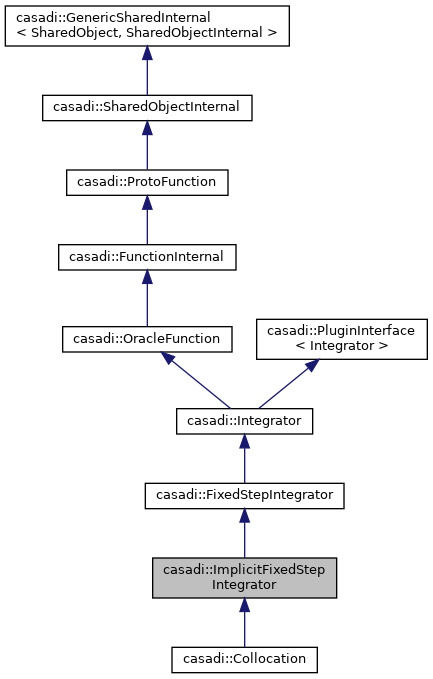 casadi::GenericSharedInternal
< SharedObject, SharedObjectInternal >
casadi::SharedObjectInternal
casadi::ProtoFunction
casadi::FunctionInternal
casadi::OracleFunction
casadi::PluginInterface
< Integrator >
casadi::Integrator
casadi::FixedStepIntegrator
casadi::ImplicitFixedStep
Integrator
casadi::Collocation